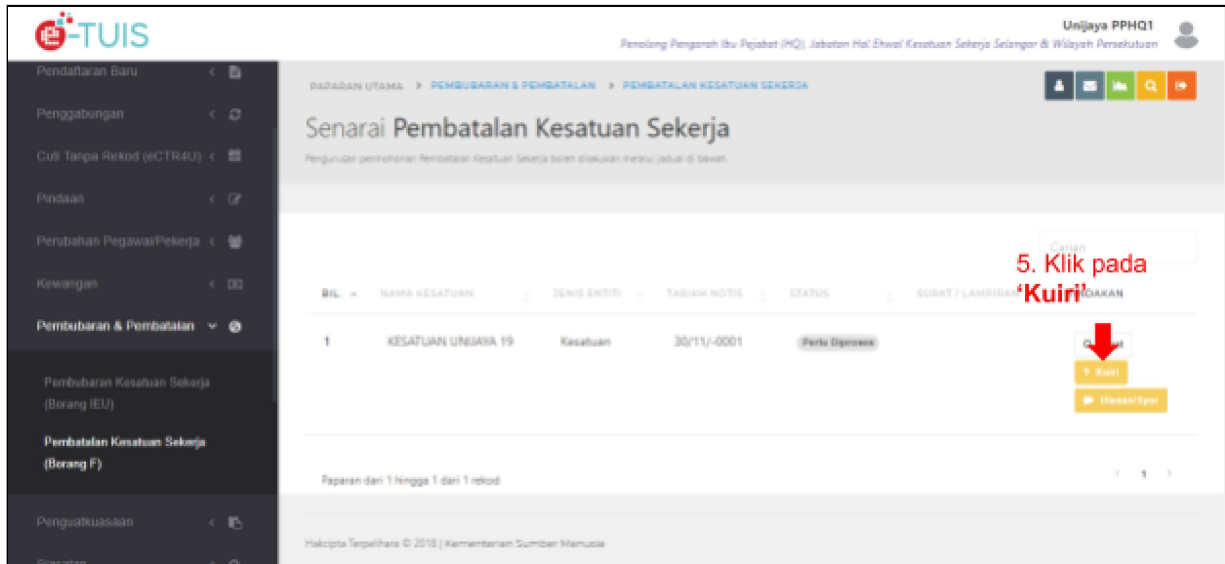 e-TUIS
Unijaya PPHQ1
Penolong Pengarah Ibu Pejabat (HQ), Jabatan Hal Ehwal Kesatuan Sekerja Selangor & Wilayah Persekutuan
Pendaftaran Baru
Penggabungan
Cuti Tanpa Rekod (eCTR4U)
Pindaan
Perubahan Pegawai/Pekerja
Kewangan
Pembubaran & Pembatalan
Pembubaran Kesatuan Sekerja
(Borang IEU)
Pembatalan Kesatuan Sekerja
(Borang F)
Penguatkuasaan
Siasatan
PAPARAN UTAMA > PEMBUBARAN & PEMBATALAN > PEMBATALAN KESATUAN SEKERJA
Senarai Pembatalan Kesatuan Sekerja
Pengurusan permohonan Pembatalan Kesatuan Sekerja boleh dilakukan melalui jadual di bawah.
Carian
5. Klik pada
'Kuiri'
BIL. NAMA KESATUAN JENIS ENTITI TARIKH NOTIS STATUS SURAT / LAMPIRAN
1 KESATUAN UNIJAYA 19 Kesatuan 30/11/-0001 Perlu Diproses
? Kuiri
Ulasan/Syor
Paparan dari 1 hingga 1 dari 1 rekod
< 1 >
Hakcipta Terpelihara © 2018 | Kementerian Sumber Manusia